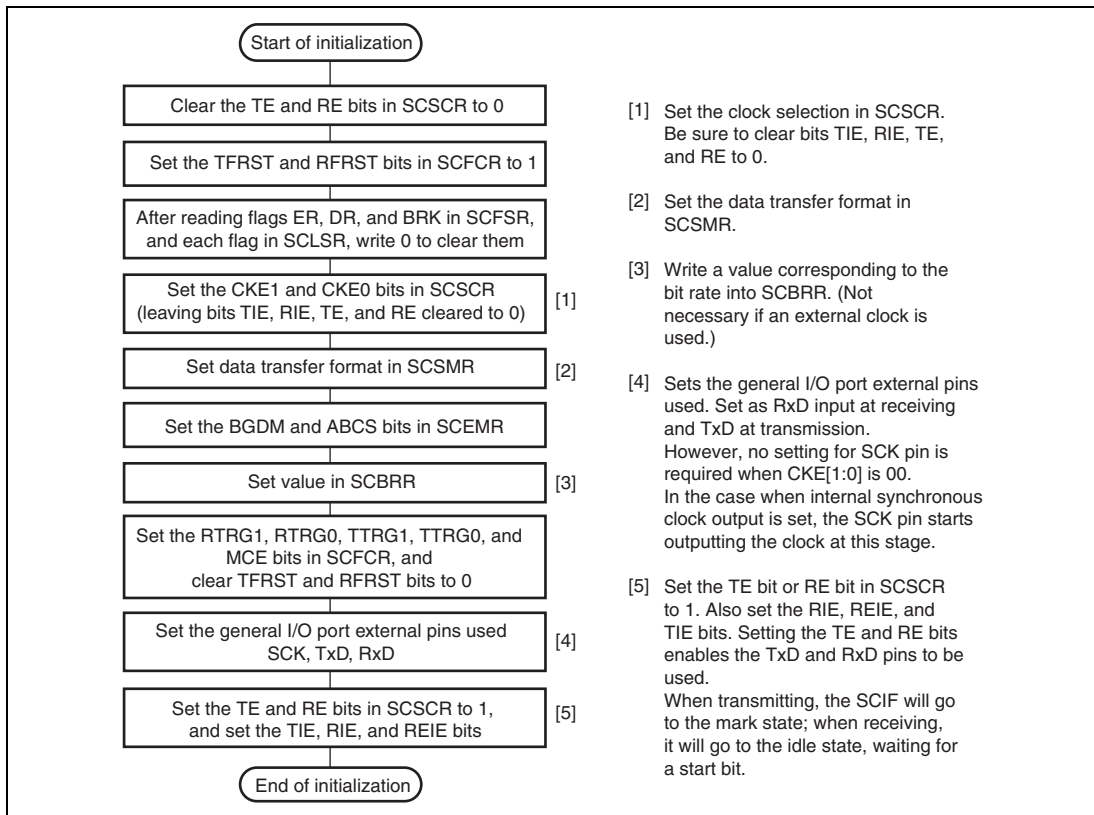 Start of initialization
Clear the TE and RE bits in SCSCR to 0
Set the TFRST and RFRST bits in SCFCR to 1
After reading flags ER, DR, and BRK in SCFSR,
and each flag in SCLSR, write 0 to clear them
Set the CKE1 and CKE0 bits in SCSCR
(leaving bits TIE, RIE, TE, and RE cleared to 0)
[1]
Set data transfer format in SCSMR
[2]
Set the BGDM and ABCS bits in SCEMR
Set value in SCBRR
[3]
Set the RTRG1, RTRG0, TTRG1, TTRG0, and
MCE bits in SCFCR, and
clear TFRST and RFRST bits to 0
Set the general I/O port external pins used
SCK, TxD, RxD
[4]
Set the TE and RE bits in SCSCR to 1,
and set the TIE, RIE, and REIE bits
[5]
End of initialization
[1] Set the clock selection in SCSCR.
Be sure to clear bits TIE, RIE, TE,
and RE to 0.
[2] Set the data transfer format in
SCSMR.
[3] Write a value corresponding to the
bit rate into SCBRR. (Not
necessary if an external clock is
used.)
[4] Sets the general I/O port external pins
used. Set as RxD input at receiving
and TxD at transmission.
However, no setting for SCK pin is
required when CKE[1:0] is 00.
In the case when internal synchronous
clock output is set, the SCK pin starts
outputting the clock at this stage.
[5] Set the TE bit or RE bit in SCSCR
to 1. Also set the RIE, REIE, and
TIE bits. Setting the TE and RE bits
enables the TxD and RxD pins to be
used.
When transmitting, the SCIF will go
to the mark state; when receiving,
it will go to the idle state, waiting for
a start bit.